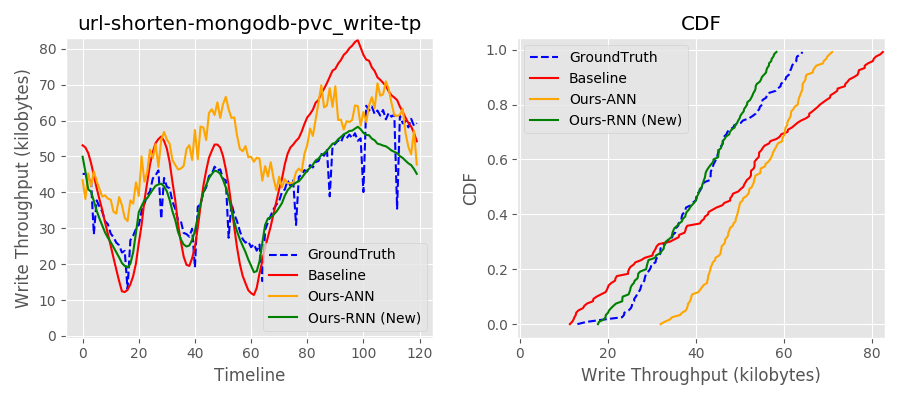 url-shorten-mongodb-pvc_write-tp
Write Throughput (kilobytes)
80
70
60
50
40
30
20
10
0
GroundTruth
Baseline
Ours-ANN
Ours-RNN (New)
0 20 40 60 80 100 120
Timeline
CDF
CDF
1.0
0.8
0.6
0.4
0.2
0.0
GroundTruth
Baseline
Ours-ANN
Ours-RNN (New)
0 20 40 60 80
Write Throughput (kilobytes)